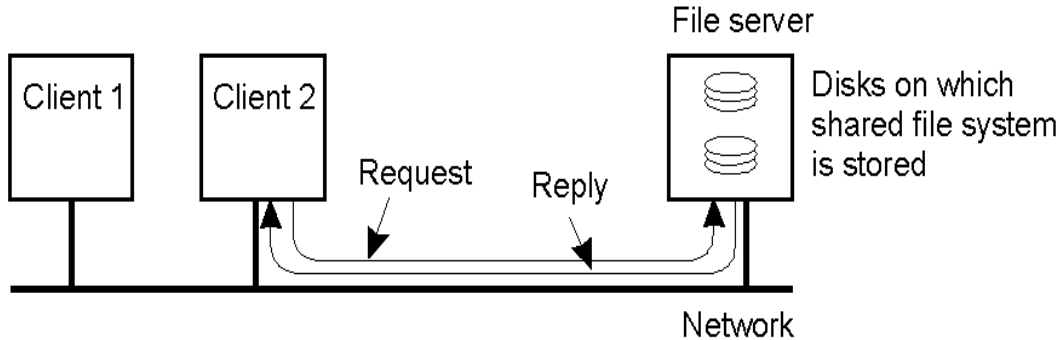 File server
Client 1
Client 2
Disks on which
shared file system
is stored
Request
Reply
Network